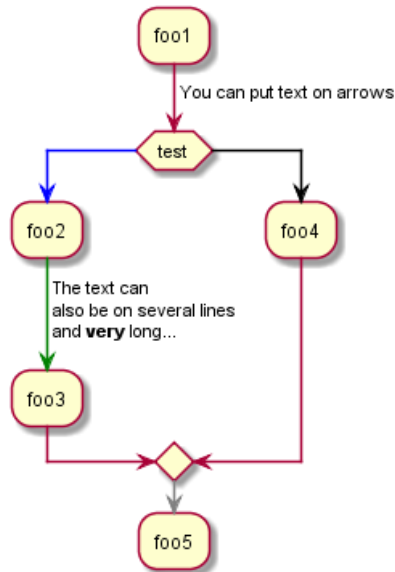 foo1
You can put text on arrows
test
foo2
foo4
The text can
also be on several lines
and very long...
foo3
foo5